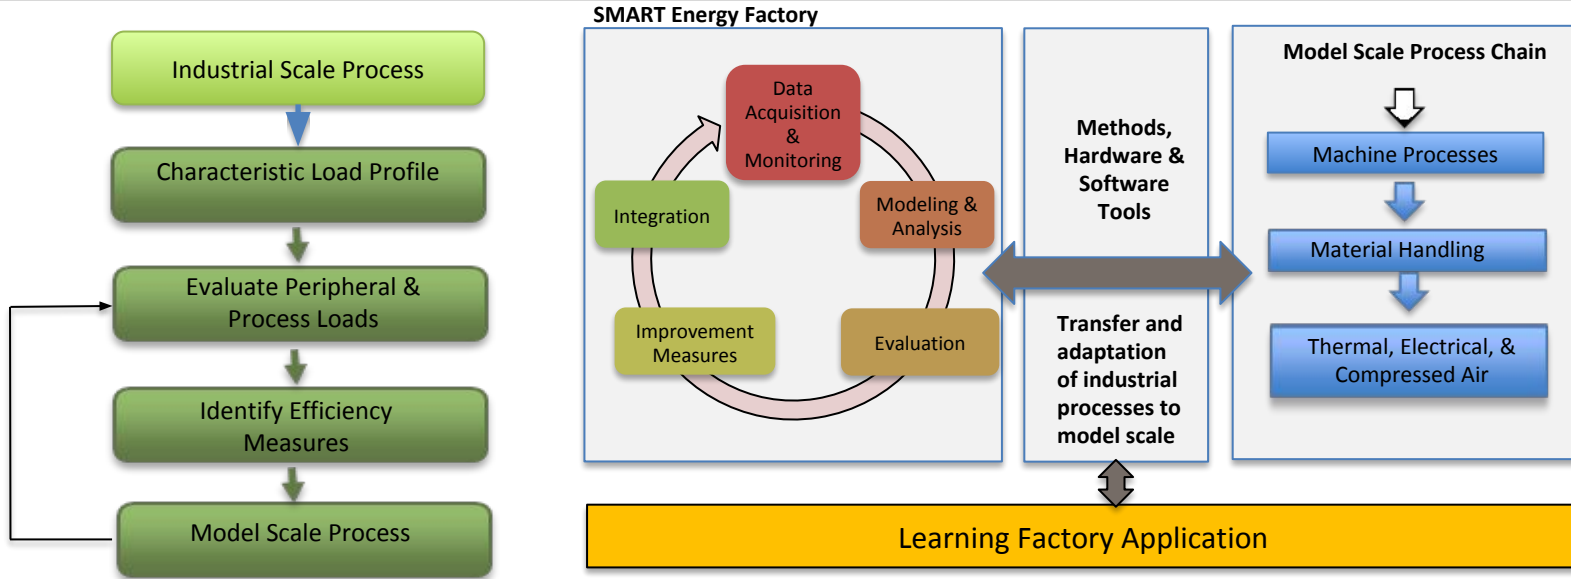 Industrial Scale Process
Characteristic Load Profile
Evaluate Peripheral &
Process Loads
Identify Efficiency
Measures
Model Scale Process
SMART Energy Factory
Data
Acquisition
&
Monitoring
Modeling &
Analysis
Evaluation
Improvement
Measures
Integration
Methods,
Hardware &
Software
Tools
Transfer and
adaptation
of industrial
processes to
model scale
Model Scale Process Chain
Machine Processes
Material Handling
Thermal, Electrical, &
Compressed Air
Learning Factory Application